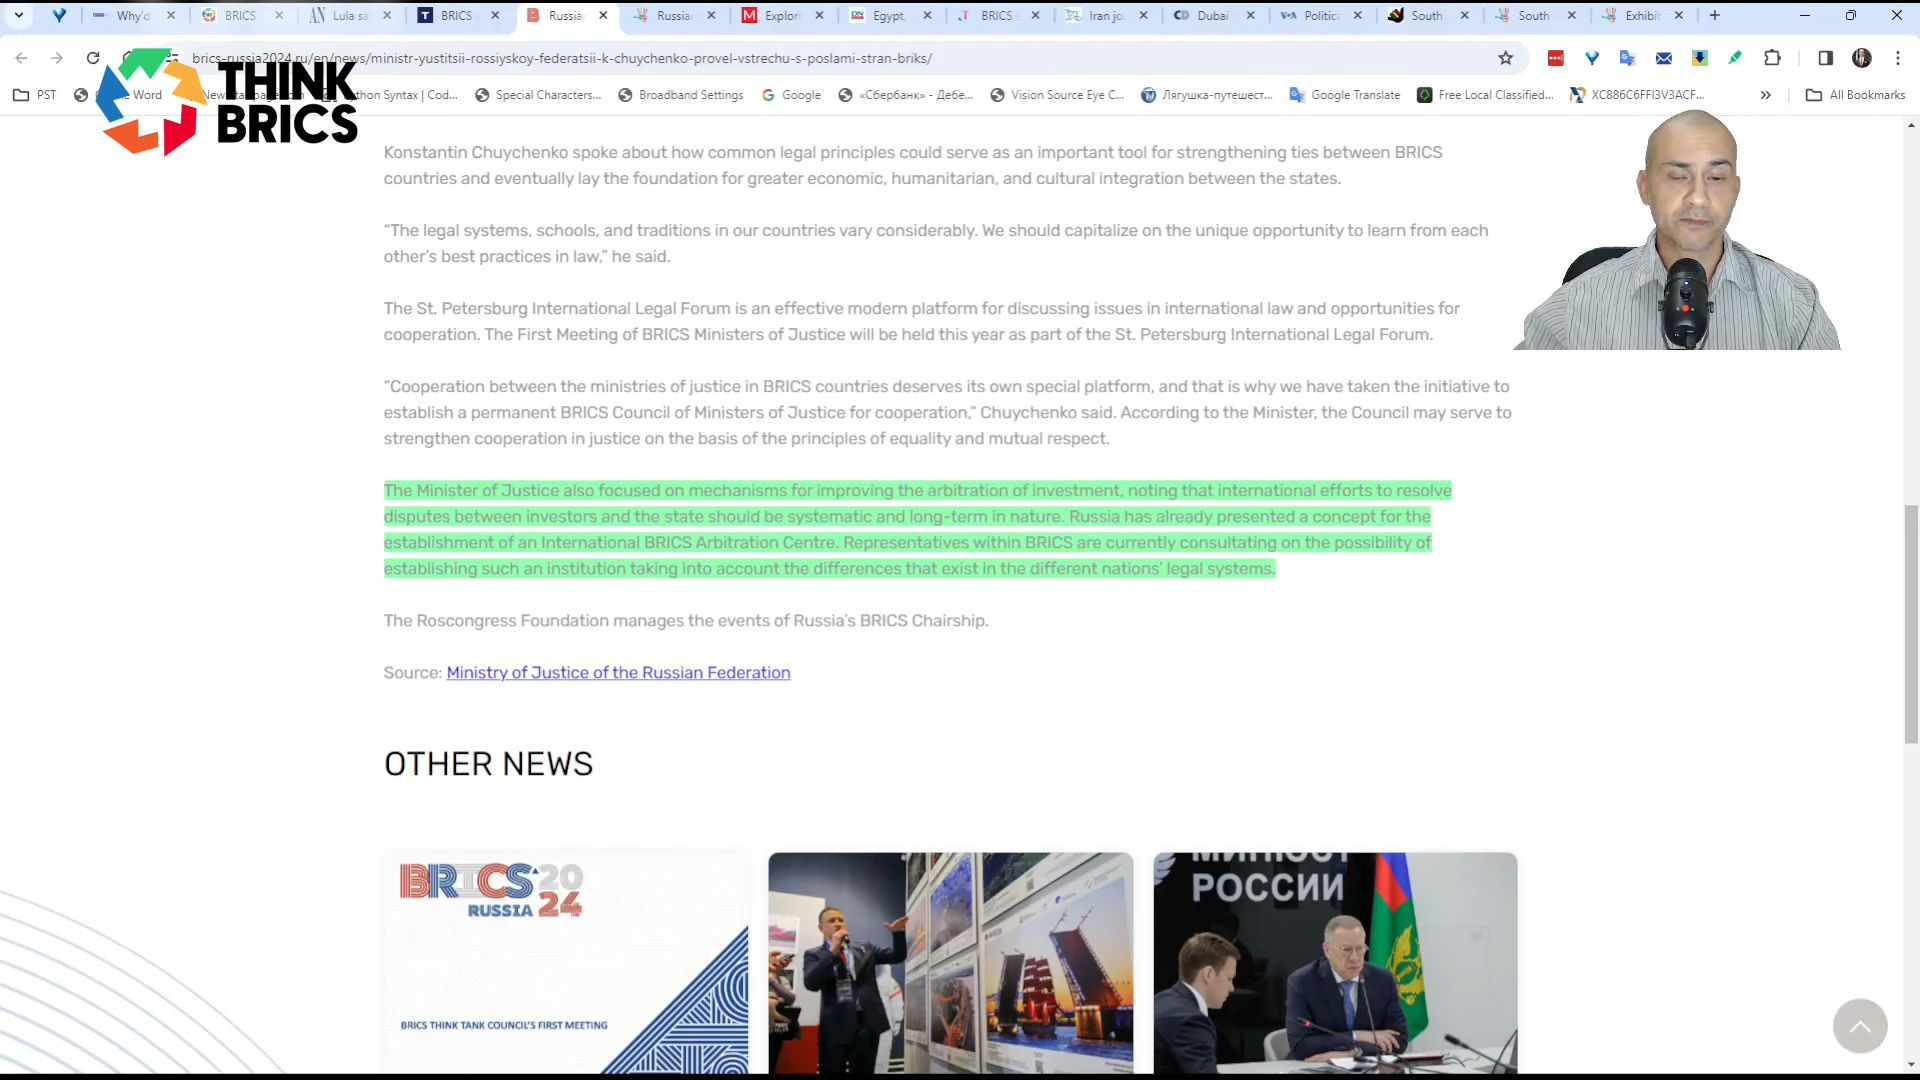 Why'd
BRICS
Lula sa
BRICS
Russia
Russia
Explori
Egypt,
BRICS
Iran jo
Dubai
Politica
South
South
Exhibit
brics-russia2024.ru/en/news/ministr-yustitsii-rossiyskoy-federatsii-k-chuychenko-provel-vstrechu-s-poslami-stran-briks/
PST
Word
Syntax | Cod...
Special Characters...
Broadband Settings
Google
«Сбербанк» - Дебе...
Vision Source Eye C...
Лягушка-путешест...
Google Translate
Free Local Classified...
XC886C6FFI3V3ACF...
All Bookmarks
THINK
BRICS
Konstantin Chuychenko spoke about how common legal principles could serve as an important tool for strengthening ties between BRICS
countries and eventually lay the foundation for greater economic, humanitarian, and cultural integration between the states.
“The legal systems, schools, and traditions in our countries vary considerably. We should capitalize on the unique opportunity to learn from each
other’s best practices in law,” he said.
The St. Petersburg International Legal Forum is an effective modern platform for discussing issues in international law and opportunities for
cooperation. The First Meeting of BRICS Ministers of Justice will be held this year as part of the St. Petersburg International Legal Forum.
“Cooperation between the ministries of justice in BRICS countries deserves its own special platform, and that is why we have taken the initiative to
establish a permanent BRICS Council of Ministers of Justice for cooperation,” Chuychenko said. According to the Minister, the Council may serve to
strengthen cooperation in justice on the basis of the principles of equality and mutual respect.
The Minister of Justice also focused on mechanisms for improving the arbitration of investment, noting that international efforts to resolve
disputes between investors and the state should be systematic and long-term in nature. Russia has already presented a concept for the
establishment of an International BRICS Arbitration Centre. Representatives within BRICS are currently consultating on the possibility of
establishing such an institution taking into account the differences that exist in the different nations’ legal systems.
The Roscongress Foundation manages the events of Russia’s BRICS Chairship.
Source: Ministry of Justice of the Russian Federation
OTHER NEWS
BRICS 20
RUSSIA 24
BRICS THINK TANK COUNCIL’S FIRST MEETING
МИНЮСТ
РОССИИ